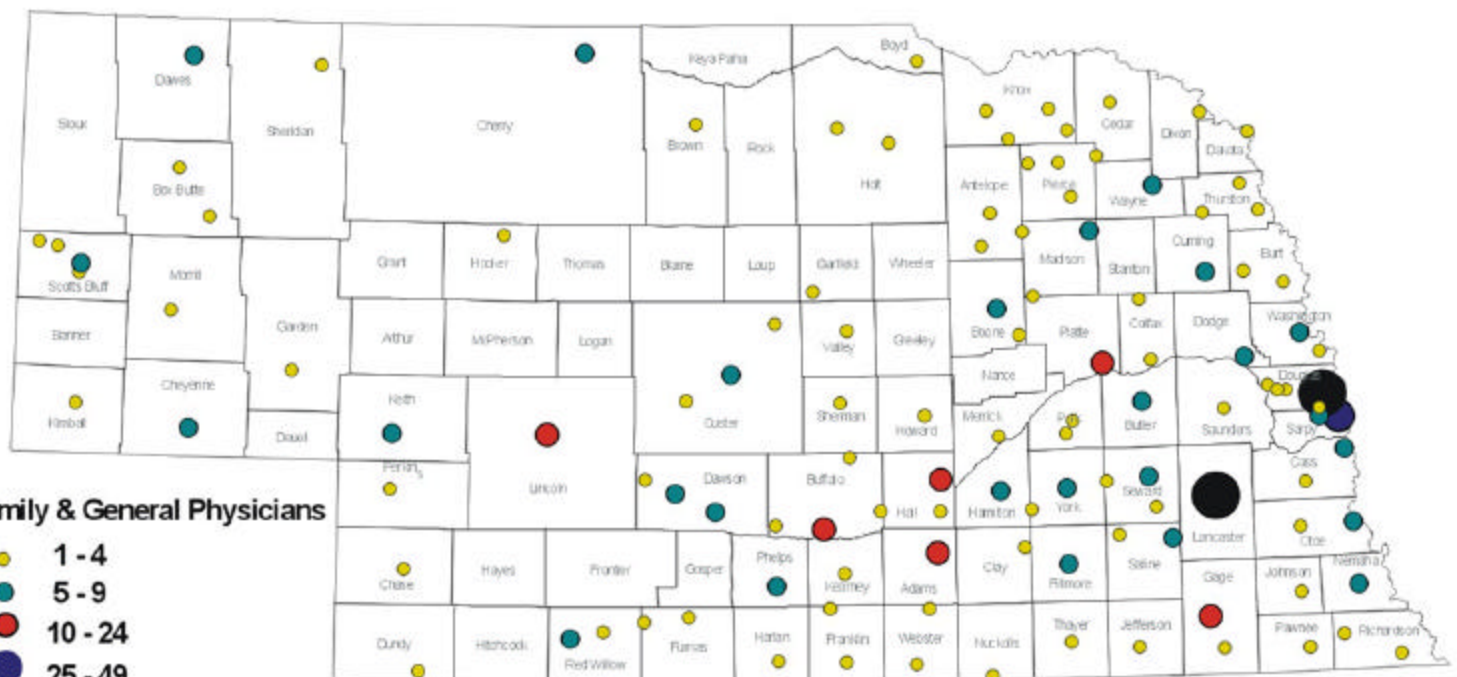 Boyd
Keya Paha
Dawes
Knox
Sioux
Cherry
Sheridan
Cedar
Dixon
Brown
Rock
Dakota
Holt
Antelope
Pierce
Box Butte
Wayne
Thurston
Cuming
Burt
Madison
Stanton
Grant
Hooker
Thomas
Blaine
Loup
Garfield
Wheeler
Morrill
Scotts Bluff
Washington
Garden
Banner
Arthur
McPherson
Logan
Valley
Greeley
Boone
Platte
Colfax
Dodge
Nance
Cheyenne
Keith
Kimball
Deuel
Custer
Sherman
Howard
Merrick
Polk
Butler
Saunders
Sarpy
Perkins
Lincoln
Dawson
Buffalo
Hall
Hamilton
York
Seward
Cass
Lancaster
Otoe
mily & General Physicians
1 - 4
5 - 9
10 - 24
25 - 49
Chase
Hayes
Frontier
Gosper
Phelps
Kearney
Adams
Clay
Fillmore
Saline
Gage
Johnson
Nemaha
Dundy
Hitchcock
Red Willow
Furnas
Harlan
Franklin
Webster
Nuckolls
Thayer
Jefferson
Pawnee
Richardson